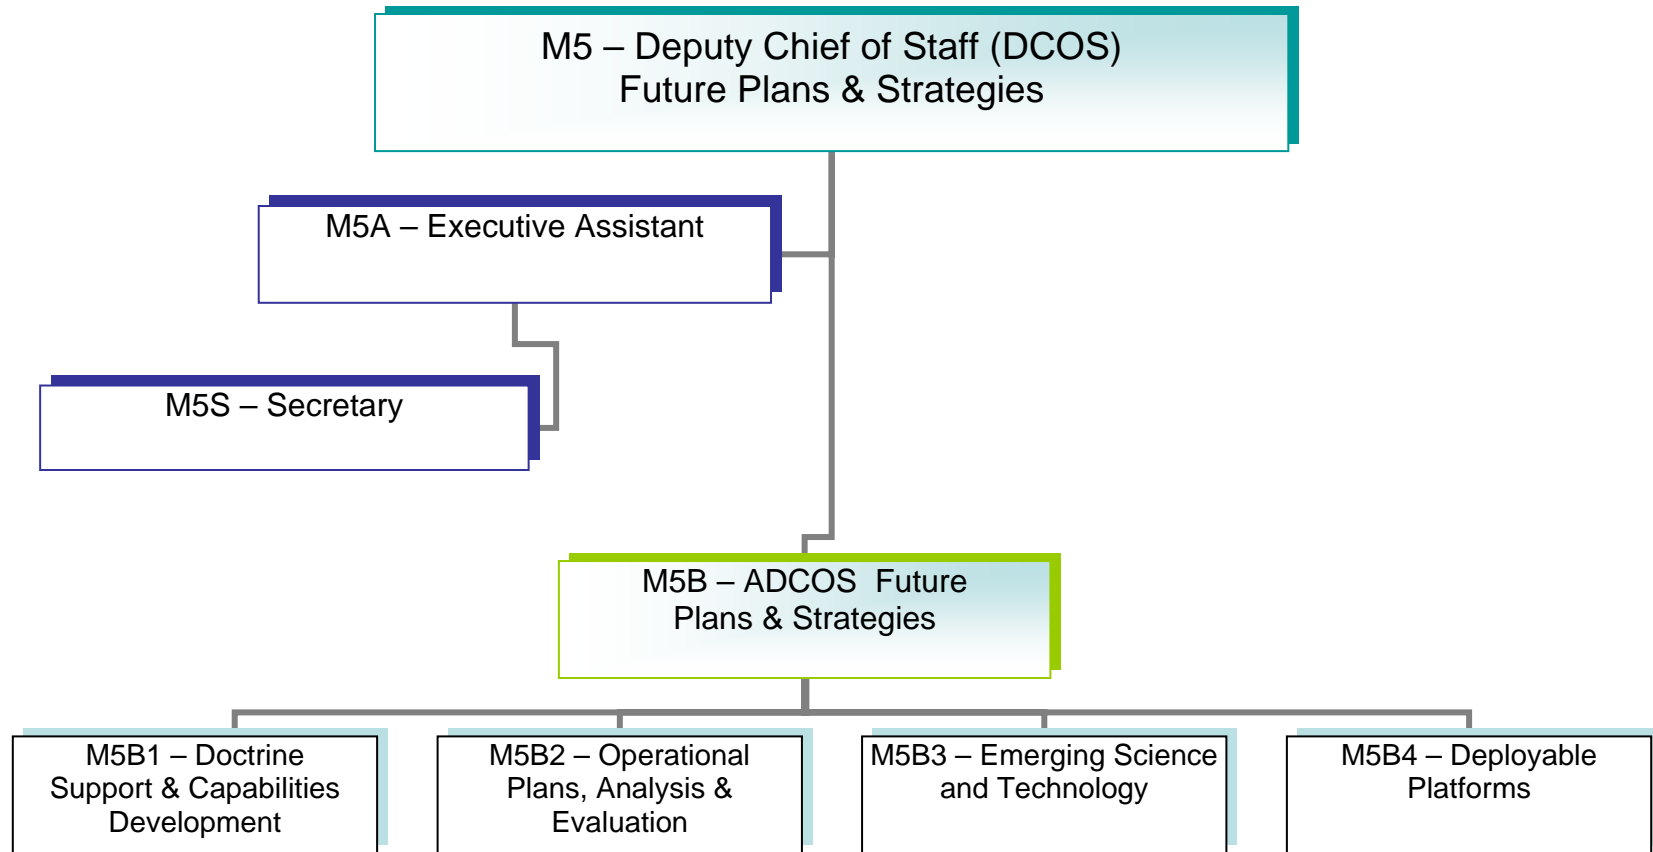 M5 – Deputy Chief of Staff (DCOS)
Future Plans & Strategies
M5A – Executive Assistant
M5S – Secretary
M5B – ADCOS  Future
Plans & Strategies
M5B1 – Doctrine
Support & Capabilities
Development
M5B2 – Operational
Plans, Analysis &
Evaluation
M5B3 – Emerging Science
and Technology
M5B4 – Deployable
Platforms